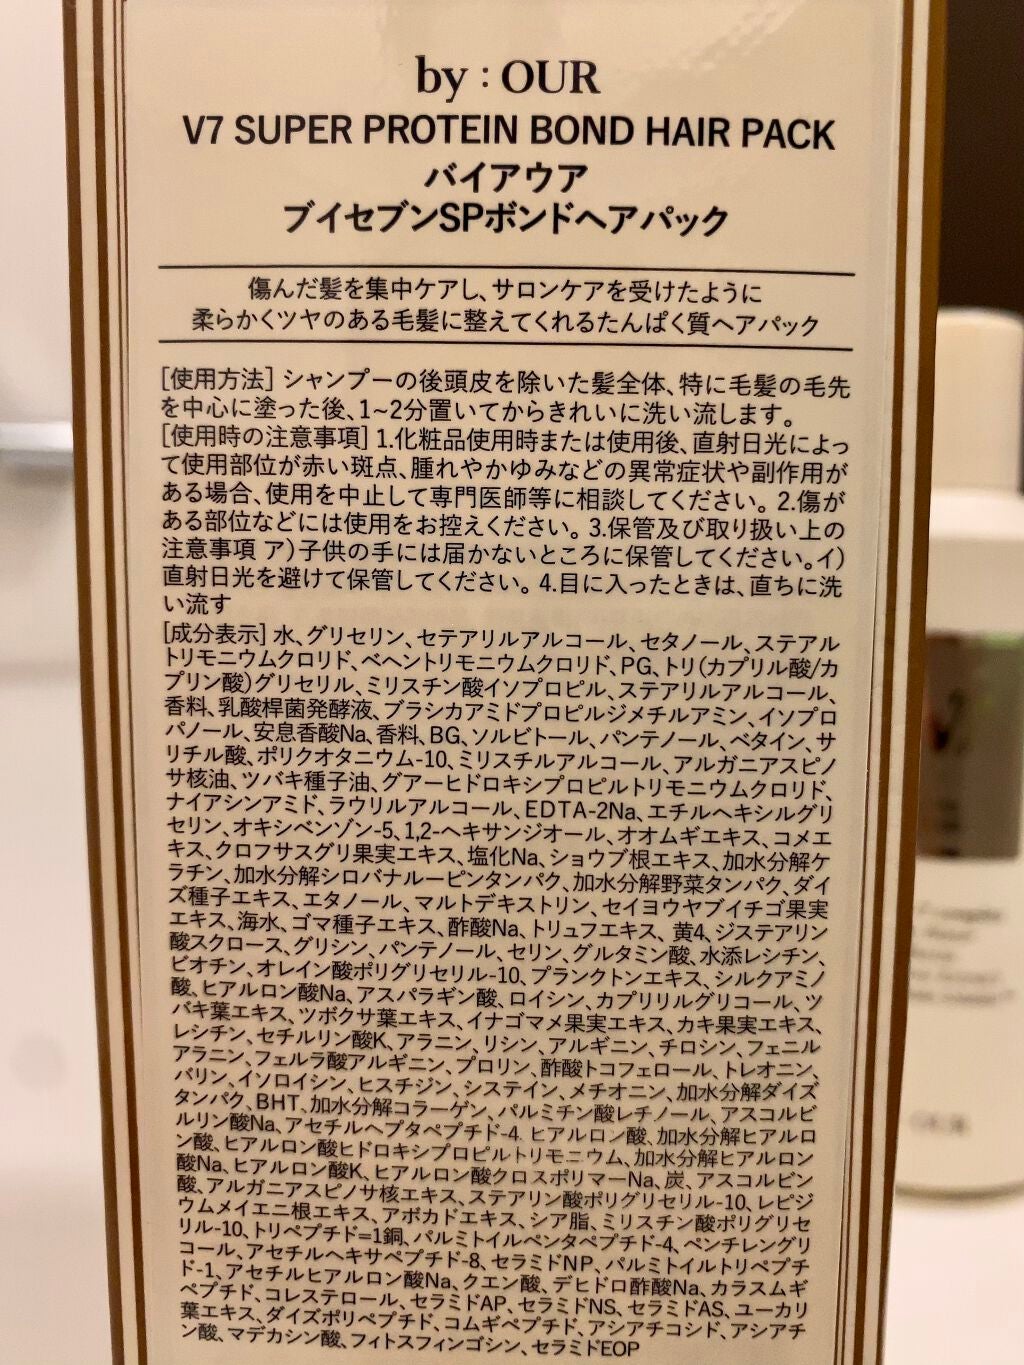 by : OUR
V7 SUPER PROTEIN BOND HAIR PACK
バイアウア
ブイセブンSPボンドヘアパック
傷んだ髪を集中ケアし、サロンケアを受けたように
柔らかくツヤのある毛髪に整えてくれるたんぱく質ヘアパック
[使用方法] シャンプーの後頭皮を除いた髪全体、特に毛髪の毛先
を中心に塗った後、1~2分置いてからきれいに洗い流します。
[使用時の注意事項] 1.化粧品使用時または使用後、直射日光によっ
て使用部位が赤い斑点、腫れやかゆみなどの異常症状や副作用が
ある場合、使用を中止して専門医師等に相談してください。2.傷が
ある部位などには使用をお控えください。3.保管及び取り扱い上の
注意事項 ア)子供の手には届かないところに保管してください。イ)
直射日光を避けて保管してください。4.目に入ったときは、直ちに洗
い流す
[成分表示] 水、グリセリン、セテアリルアルコール、セタノール、ステアル
トリモニウムクロリド、ベヘントリモニウムクロリド、PG、トリ(カプリル酸/カ
プリン酸)グリセリル、ミリスチン酸イソプロピル、ステアリルアルコール、
香料、乳酸桿菌発酵液、ブラシカアミドプロピルジメチルアミン、イソプロ
パノール、安息香酸Na、香料、BG、ソルビトール、パンテノール、ベタイン、サ
リチル酸、ポリクオタニウム-10、ミリスチルアルコール、アルガニアスピノ
サ核油、ツバキ種子油、グアーヒドロキシプロピルトリモニウムクロリド、
ナイアシンアミド、ラウリルアルコール、EDTA-2Na、エチルヘキシルグリ
セリン、オキシベンゾン-5、1,2-ヘキサンジオール、オオムギエキス、コメエ
キス、クロフサスグリ果実エキス、塩化Na、ショウブ根エキス、加水分解ケ
ラチン、加水分解シロバナルーピンタンパク、加水分解野菜タンパク、ダイ
ズ種子エキス、エタノール、マルトデキストリン、セイヨウヤブイチゴ果実
エキス、海水、ゴマ種子エキス、酢酸Na、トリュフエキス、黄4、ジステアリン
酸スクロース、グリシン、パンテノール、セリン、グルタミン酸、水添レシチン、
ビオチン、オレイン酸ポリグリセリル-10、プランクトンエキス、シルクアミノ
酸、ヒアルロン酸Na、アスパラギン酸、ロイシン、カプリリルグリコール、ツ
バキ葉エキス、ツボクサ葉エキス、イナゴマメ果実エキス、カキ果実エキス、
レシチン、セチルリン酸K、アラニン、リシン、アルギニン、チロシン、フェニル
アラニン、フェルラ酸アルギニン、プロリン、酢酸トコフェロール、トレオニン、
バリン、イソロイシン、ヒスチジン、システイン、メチオニン、加水分解ダイズ
タンパク、BHT、加水分解コラーゲン、パルミチン酸レチノール、アスコルビ
ルリン酸Na、アセチルヘプタペプチド-4、ヒアルロン酸、加水分解ヒアルロ
ン酸、ヒアルロン酸ヒドロキシプロピルトリモニウム、加水分解ヒアルロン
酸Na、ヒアルロン酸K、ヒアルロン酸クロスポリマーNa、炭、アスコルビン
酸、アルガニアスピノサ核エキス、ステアリン酸ポリグリセリル-10、レピジ
ウムメイエニ根エキス、アボカドエキス、シア脂、ミリスチン酸ポリグリセ
リル-10、トリペプチド=1銅、パルミトイルペンタペプチド-4、ペンチレングリ
コール、アセチルヘキサペプチド-8、セラミドNP、パルミトイルトリペプチ
ド-1、アセチルヒアルロン酸Na、クエン酸、デヒドロ酢酸Na、カラスムギ
ペプチド、コレステロール、セラミドAP、セラミドNS、セラミドAS、ユーカリ
葉エキス、ダイズポリペプチド、コムギペプチド、アシアチコシド、アシアチ
ン酸、マデカシン酸、フィトスフィンゴシン、セラミドEOP